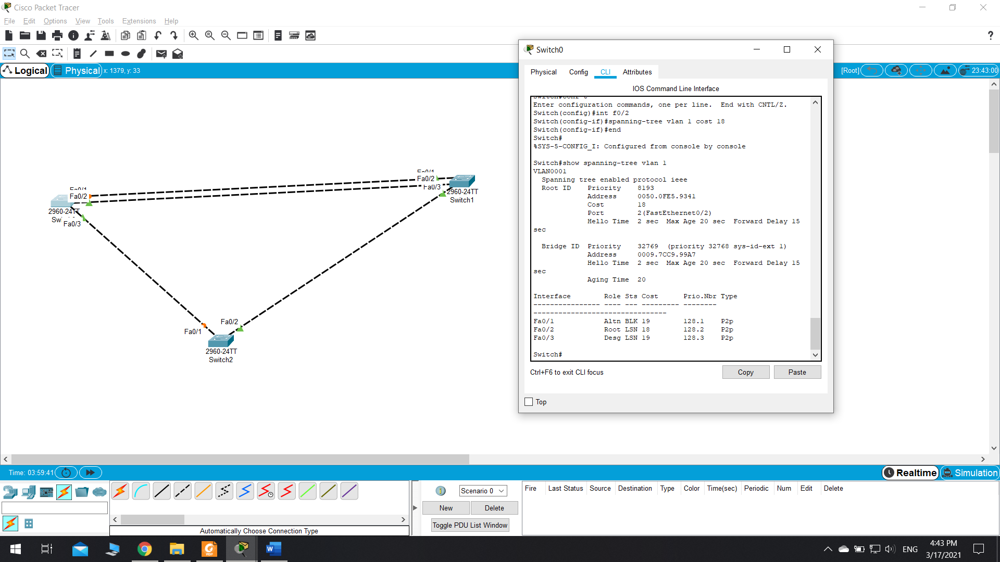 Cisco Packet Tracer
File Edit Options View Tools Extensions Help
?
Logical Physical x: 1379, y: 33
[Root] 23:43:00
Fa0/1
Fa0/2
2960-24TT
Fa0/3
Fa0/1
Fa0/2
Fa0/3
2960-24TT
Switch1
Fa0/2
Fa0/1
2960-24TT
Switch2
Switch0
Physical Config CLI Attributes
IOS Command Line Interface
Switch#conf t
Enter configuration commands, one per line.  End with CNTL/Z.
Switch(config)#int f0/2
Switch(config-if)#spanning-tree vlan 1 cost 18
Switch(config-if)#end
Switch#
%SYS-5-CONFIG_I: Configured from console by console
Switch#show spanning-tree vlan 1
VLAN0001
Spanning tree enabled protocol ieee
Root ID    Priority    8193
Address     0050.0FE5.9341
Cost        18
Port        2(FastEthernet0/2)
Hello Time  2 sec  Max Age 20 sec  Forward Delay 15
sec
Bridge ID  Priority    32769  (priority 32768 sys-id-ext 1)
Address     0009.7CC9.99A7
Hello Time  2 sec  Max Age 20 sec  Forward Delay 15
sec
Aging Time  20
Interface        Role Sts Cost      Prio.Nbr Type
---------------- ---- --- --------- --------
--------------------------------
Fa0/1            Altn BLK 19        128.1    P2p
Fa0/2            Root LSN 18        128.2    P2p
Fa0/3            Desg LSN 19        128.3    P2p
Switch#
Ctrl+F6 to exit CLI focus
Copy Paste
Top
Time: 03:59:41
Realtime Simulation
Scenario 0
New Delete
Toggle PDU List Window
Fire Last Status Source Destination Type Color Time(sec) Periodic Num Edit Delete
Automatically Choose Connection Type
ENG
4:43 PM
3/17/2021